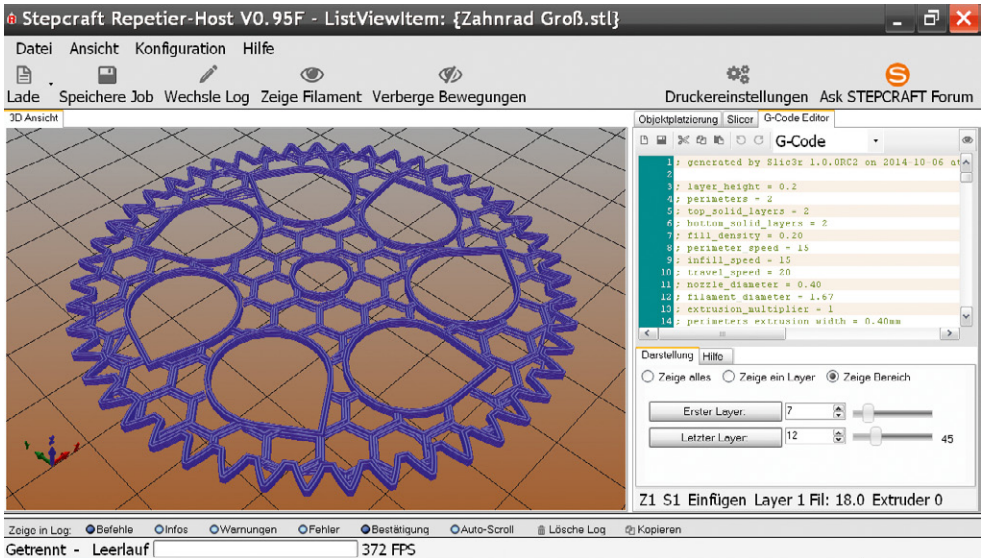 Stepcraft Repetier-Host V0.95F - ListViewItem: {Zahnrad Groß.stl}
Datei Ansicht Konfiguration Hilfe
Lade Speichere Job Wechsle Log Zeige Filament Verberge Bewegungen Druckereinstellungen Ask STEPCRAFT Forum
3D Ansicht
Objektplatzierung Slicer G-Code Editor
G-Code
1 ; generated by Slic3r 1.0.0RC2 on 2014-10-06 at
2
3 ; layer_height = 0.2
4 ; perimeters = 2
5 ; top_solid_layers = 2
6 ; bottom_solid_layers = 2
7 ; fill_density = 0.20
8 ; perimeter_speed = 15
9 ; infill_speed = 15
10 ; travel_speed = 20
11 ; nozzle_diameter = 0.40
12 ; filament_diameter = 1.67
13 ; extrusion_multiplier = 1
14 ; perimeters extrusion width = 0.40mm
Darstellung Hilfe
Zeige alles Zeige ein Layer Zeige Bereich
Erster Layer: 7
Letzter Layer: 12 45
Z1 S1 Einfügen Layer 1 Fil: 18.0 Extruder 0
Zeige in Log: Befehle Infos Warnungen Fehler Bestätigung Auto-Scroll Lösche Log Kopieren
Getrennt - Leerlauf 372 FPS